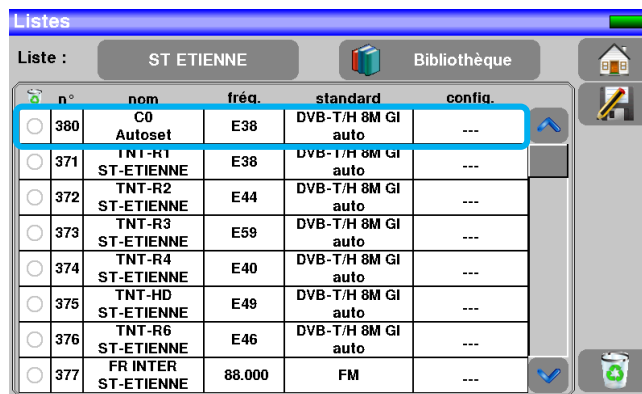 Listes
Liste : ST ETIENNE Bibliothèque
n° nom fréq. standard config.
380 C0 Autoset E38 DVB-T/H 8M GI auto ---
371 TNT-R1 ST-ETIENNE E38 DVB-T/H 8M GI auto ---
372 TNT-R2 ST-ETIENNE E44 DVB-T/H 8M GI auto ---
373 TNT-R3 ST-ETIENNE E59 DVB-T/H 8M GI auto ---
374 TNT-R4 ST-ETIENNE E40 DVB-T/H 8M GI auto ---
375 TNT-HD ST-ETIENNE E49 DVB-T/H 8M GI auto ---
376 TNT-R6 ST-ETIENNE E46 DVB-T/H 8M GI auto ---
377 FR INTER ST-ETIENNE 88.000 FM ---